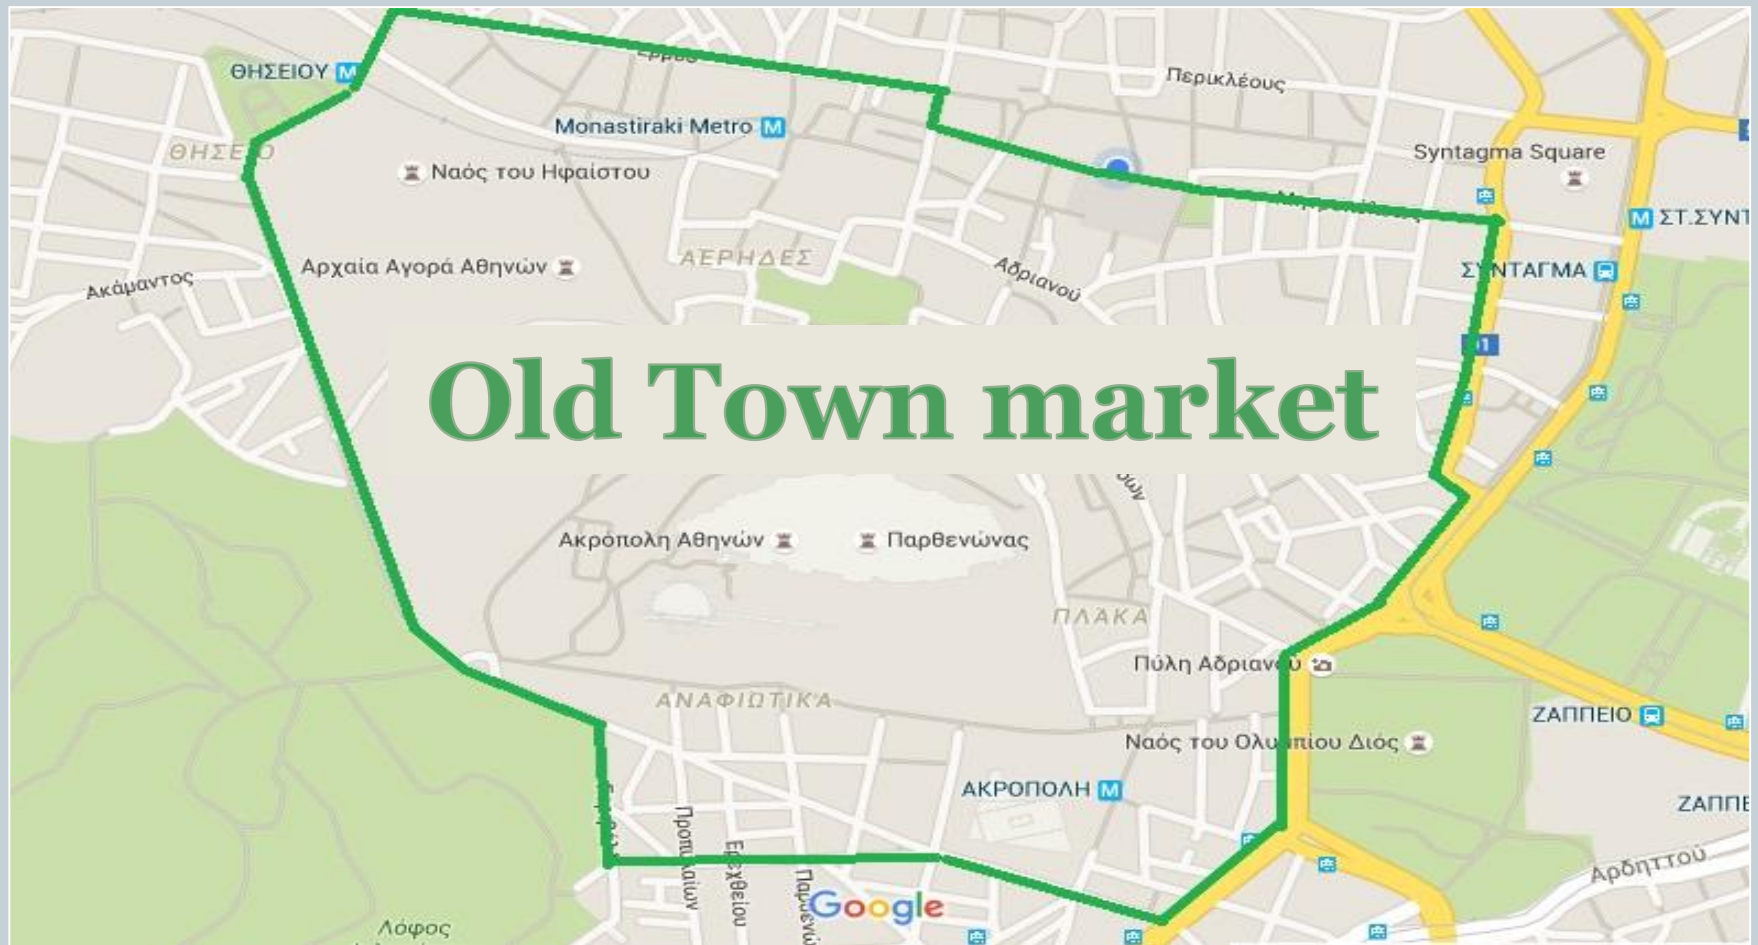 ΘΗΣΕΙΟΥ M
Περικλέους
Monastiraki Metro M
ΘΗΣΕΙΟ
Ναός του Ηφαίστου
Syntagma Square
M ΣΤ.ΣΥΝΤ
ΑΕΡΗΔΕΣ
Αρχαία Αγορά Αθηνών
Αδριανού
ΣΥΝΤΑΓΜΑ
Ακάμαντος
Old Town market
Ακρόπολη Αθηνών
Παρθενώνας
ΠΛΑΚΑ
Πύλη Αδριανού
ΑΝΑΦΙΩΤΙΚΑ
ΖΑΠΠΕΙΟ
Ναός του Ολυμπίου Διός
ΑΚΡΟΠΟΛΗ M
ΖΑΠΠΕ
Προπυλαίων
Ερεχθείου
Αρδηττού
Google
Λόφος